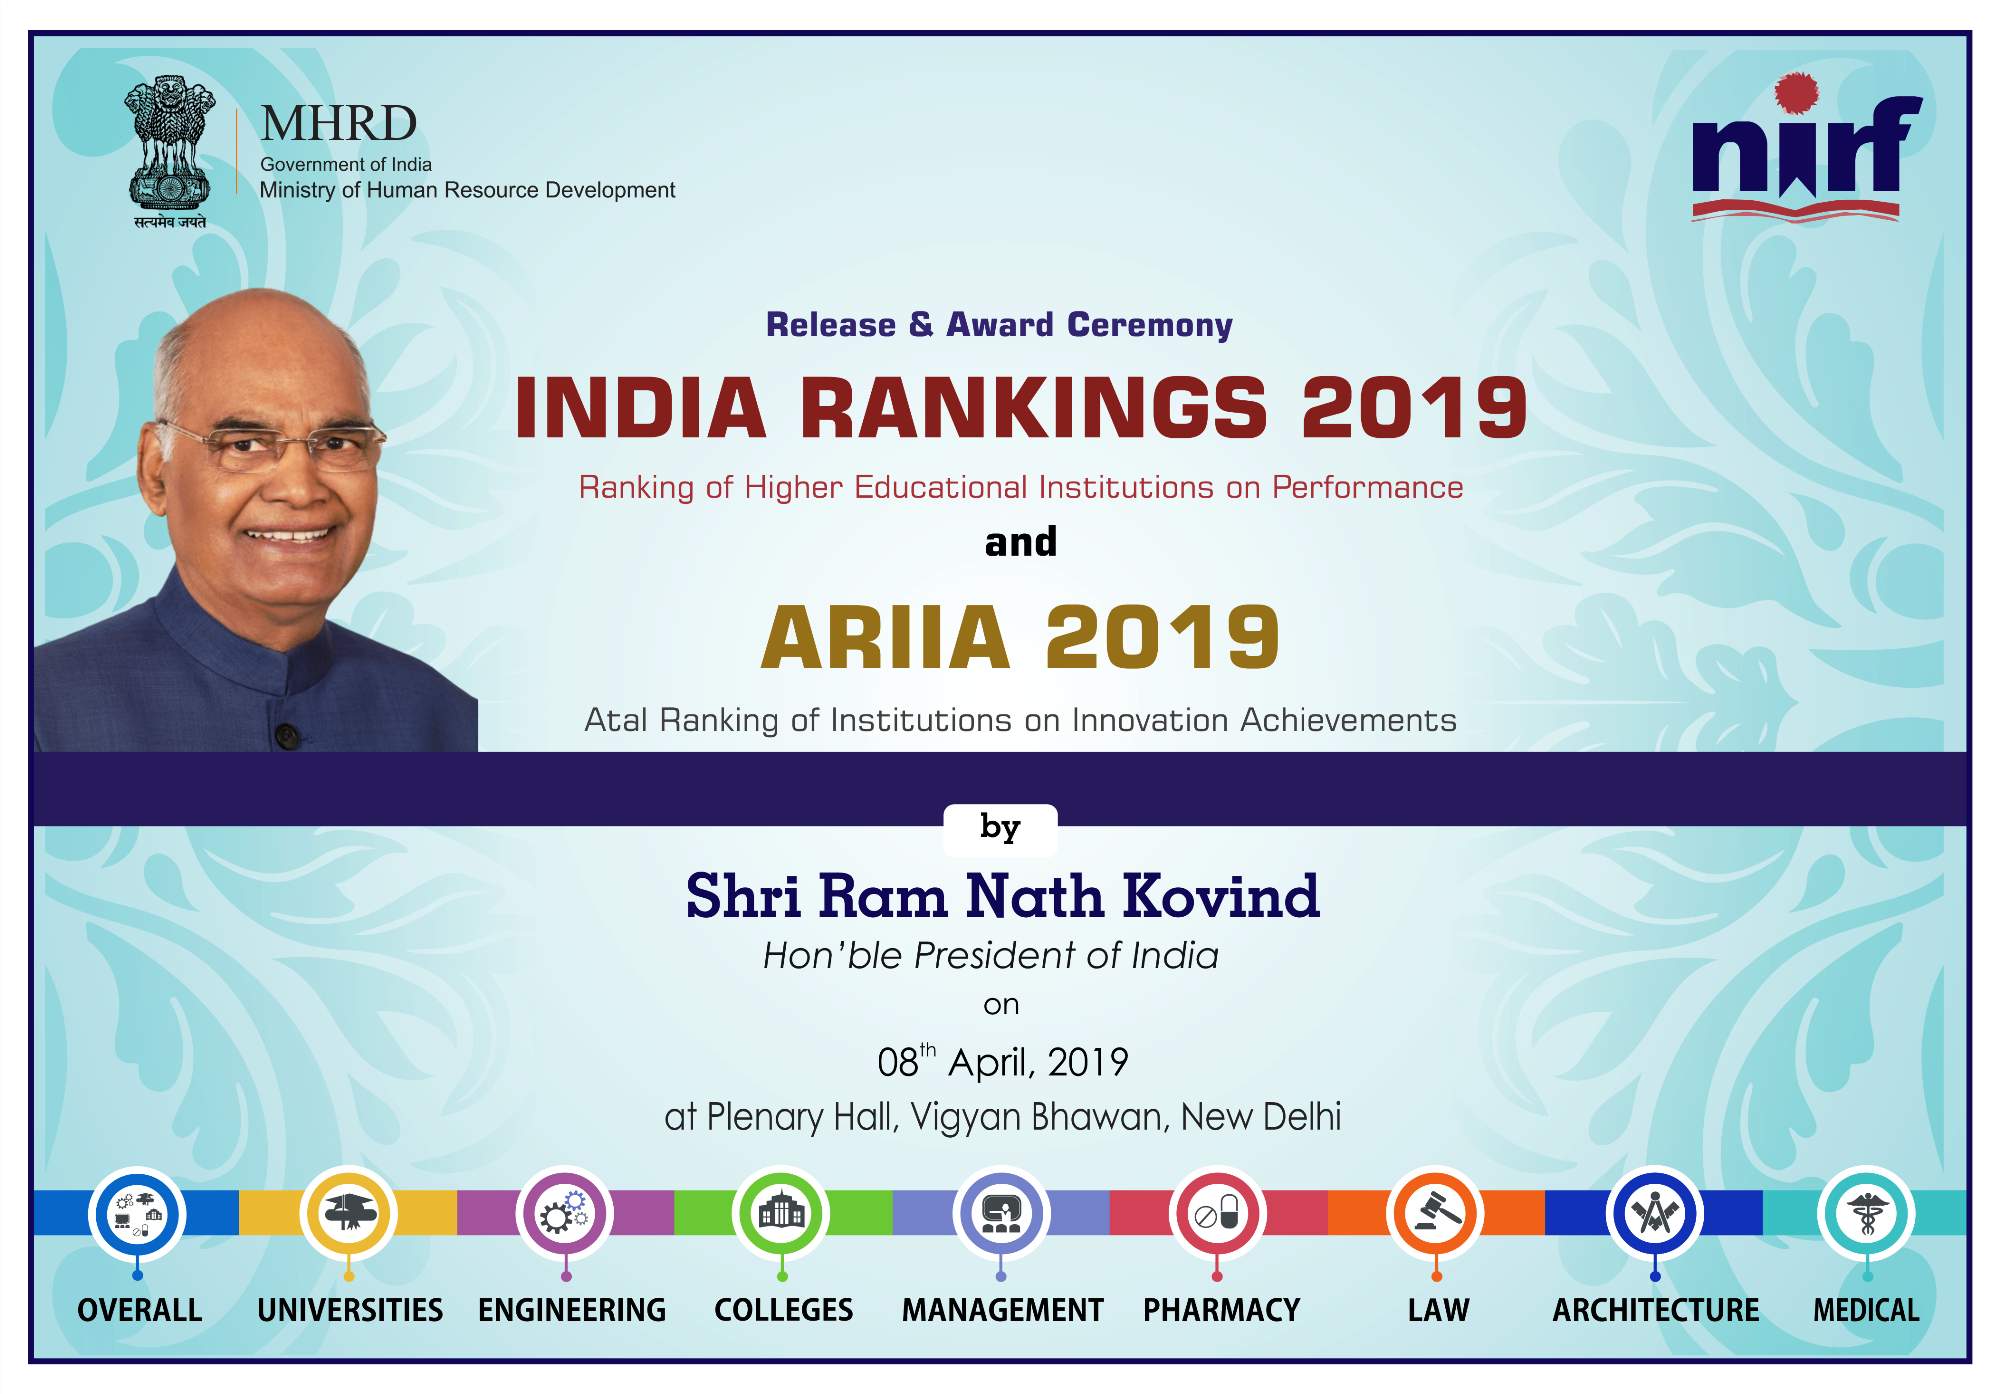 सत्यमेव जयते
MHRD
Government of India
Ministry of Human Resource Development
nirf
Release & Award Ceremony
INDIA RANKINGS 2019
Ranking of Higher Educational Institutions on Performance
and
ARIIA 2019
Atal Ranking of Institutions on Innovation Achievements
by
Shri Ram Nath Kovind
Hon'ble President of India
on
08th April, 2019
at Plenary Hall, Vigyan Bhawan, New Delhi
OVERALL UNIVERSITIES ENGINEERING COLLEGES MANAGEMENT PHARMACY LAW ARCHITECTURE MEDICAL